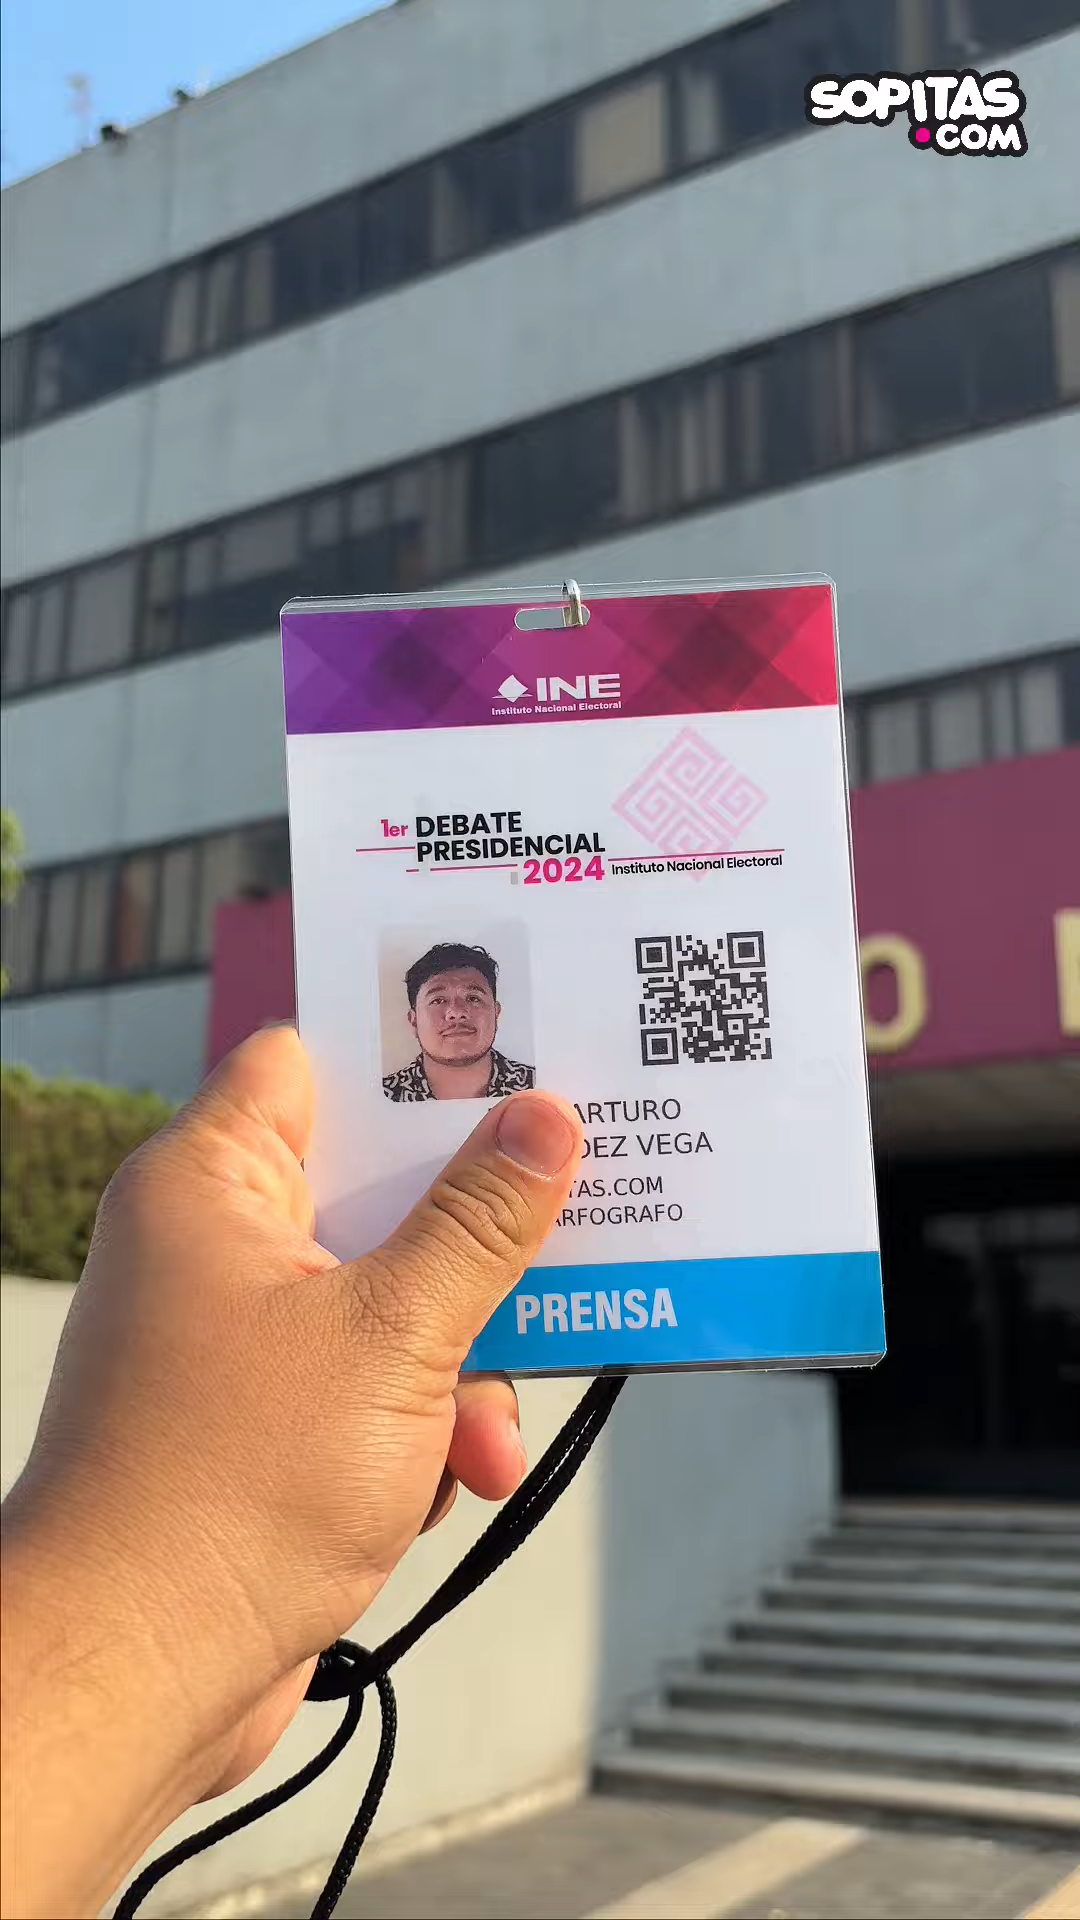 SOPITAS
.COM
INE
Instituto Nacional Electoral
1er DEBATE
PRESIDENCIAL
2024 Instituto Nacional Electoral
ARTURO
DEZ VEGA
TAS.COM
ARFOGRAFO
PRENSA
O